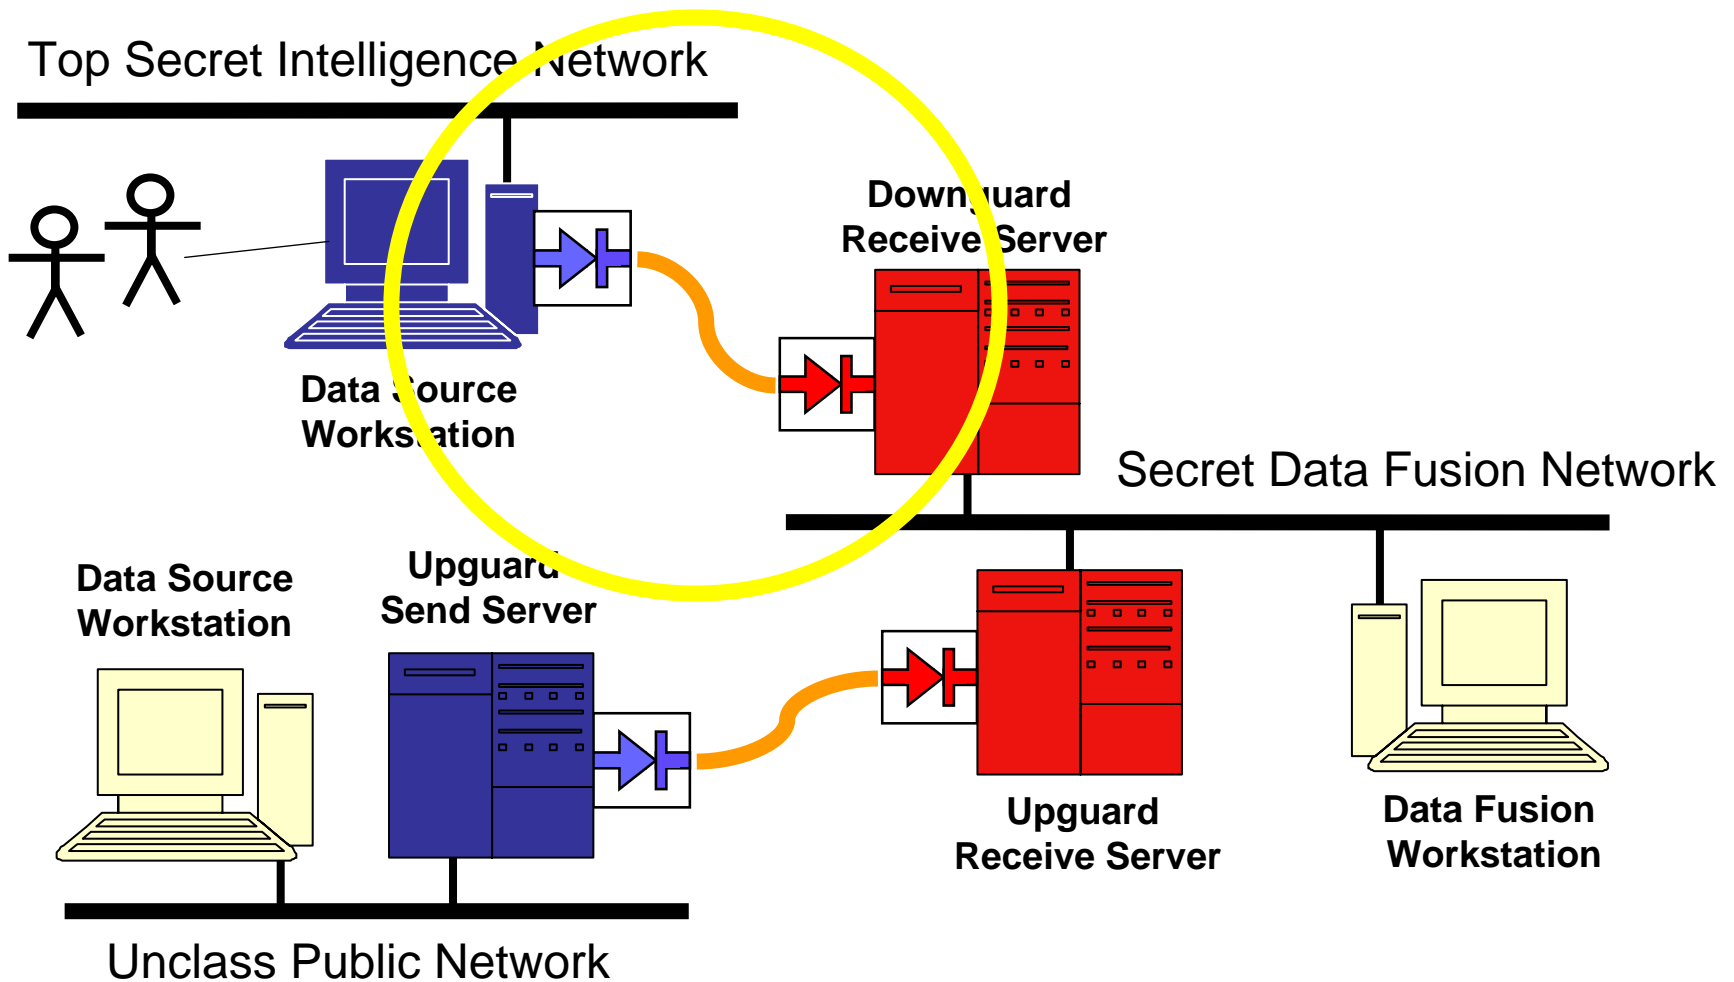 Top Secret Intelligence Network
Downguard
Receive Server
Data Source
Workstation
Secret Data Fusion Network
Data Source
Workstation
Upguard
Send Server
Upguard
Receive Server
Data Fusion
Workstation
Unclass Public Network